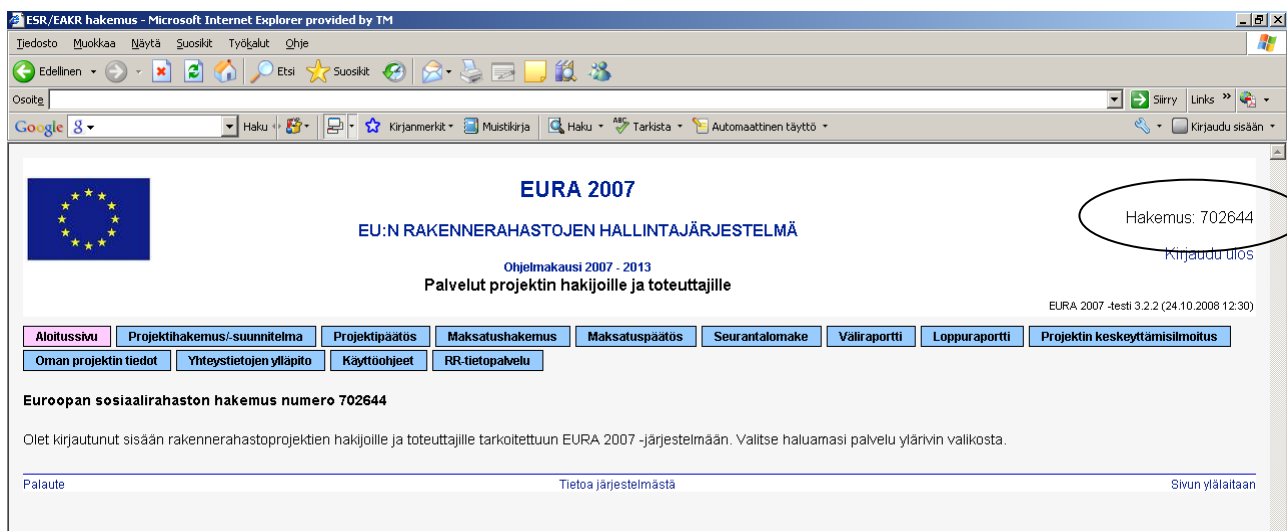 ESR/EAKR hakemus - Microsoft Internet Explorer provided by TM
Tiedosto Muokkaa Näytä Suosikit Työkalut Ohje
Edellinen Etsi Suosikit
Osoite Siirry Links »
Google Haku Kirjanmerkit Muistikirja Haku ABC Tarkista Automaattinen täyttö Kirjaudu sisään
EURA 2007
Hakemus: 702644
EU:N RAKENNERAHASTOJEN HALLINTAJÄRJESTELMÄ
Kirjaudu ulos
Ohjelmakausi 2007 - 2013
Palvelut projektin hakijoille ja toteuttajille
EURA 2007 -testi 3.2.2 (24.10.2008 12:30)
Aloitussivu Projektihakemus/-suunnitelma Projektipäätös Maksatushakemus Maksatuspäätös Seurantalomake Väliraportti Loppuraportti Projektin keskeyttämisilmoitus
Oman projektin tiedot Yhteystietojen ylläpito Käyttöohjeet RR-tietopalvelu
Euroopan sosiaalirahaston hakemus numero 702644
Olet kirjautunut sisään rakennerahastoprojektien hakijoille ja toteuttajille tarkoitettuun EURA 2007 -järjestelmään. Valitse haluamasi palvelu ylärivin valikosta.
Palaute Tietoa järjestelmästä Sivun ylälaitaan